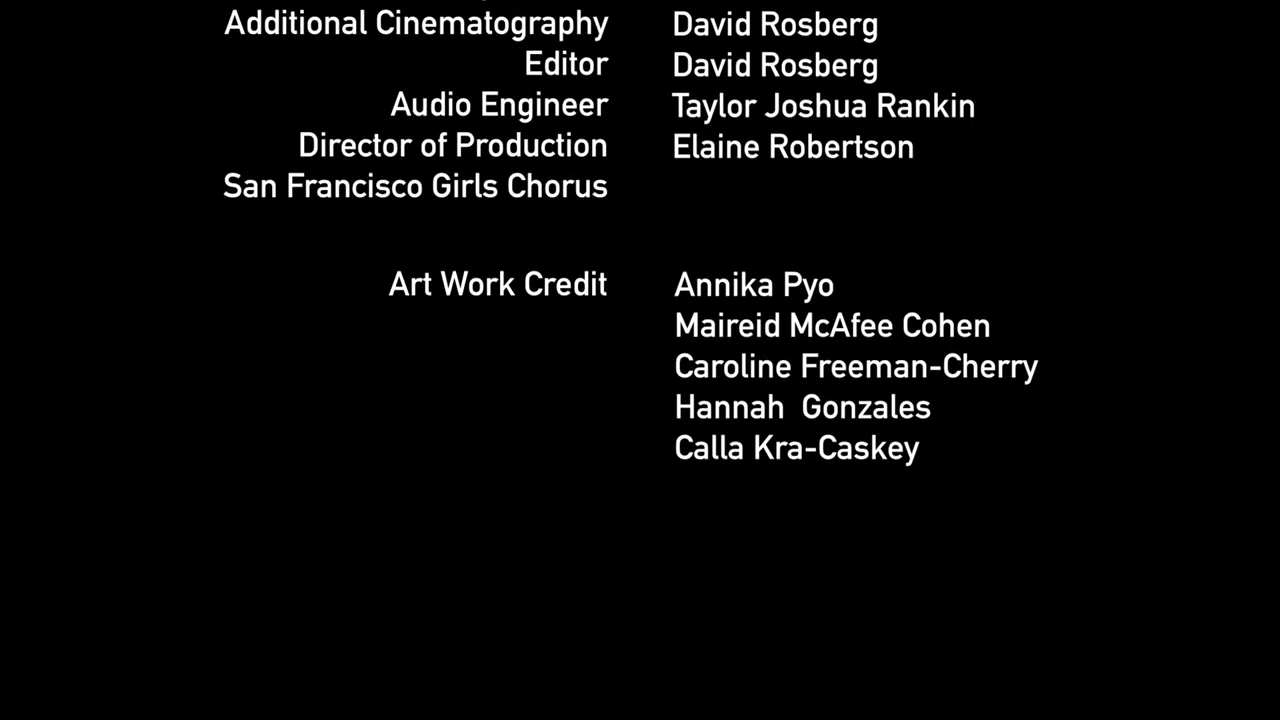 Additional Cinematography David Rosberg
Editor David Rosberg
Audio Engineer Taylor Joshua Rankin
Director of Production Elaine Robertson
San Francisco Girls Chorus
Art Work Credit Annika Pyo
Maireid McAfee Cohen
Caroline Freeman-Cherry
Hannah Gonzales
Calla Kra-Caskey